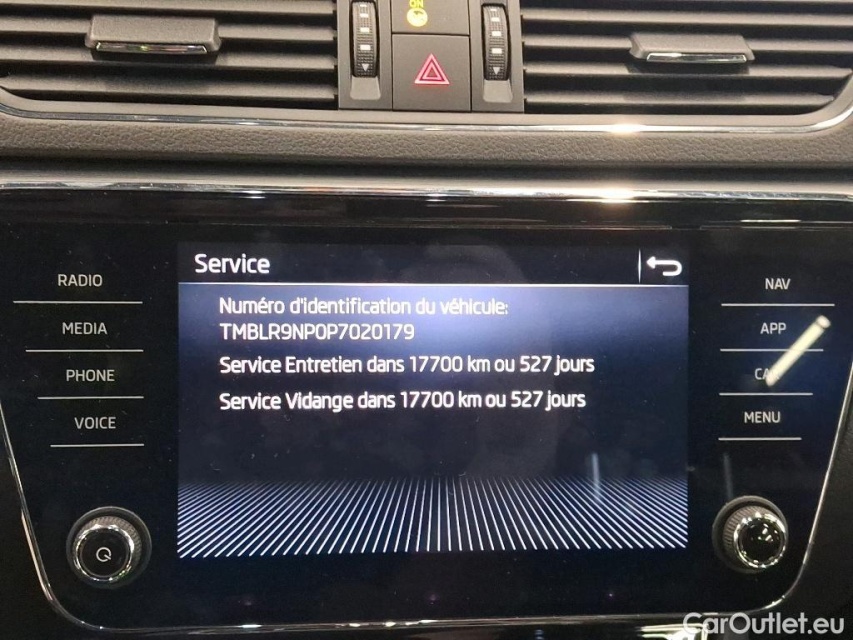 ON
Service
RADIO
MEDIA
PHONE
VOICE
Numéro d'identification du véhicule:
TMBLR9NP0P7020179
Service Entretien dans 17700 km ou 527 jours
Service Vidange dans 17700 km ou 527 jours
NAV
APP
MENU
CarOutlet.eu